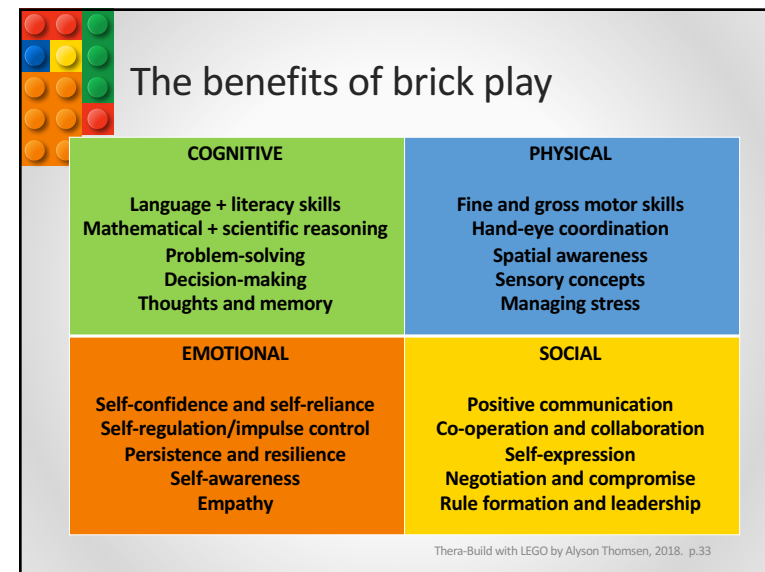 The benefits of brick play
COGNITIVE
Language + literacy skills
Mathematical + scientific reasoning
Problem-solving
Decision-making
Thoughts and memory
PHYSICAL
Fine and gross motor skills
Hand-eye coordination
Spatial awareness
Sensory concepts
Managing stress
EMOTIONAL
Self-confidence and self-reliance
Self-regulation/impulse control
Persistence and resilience
Self-awareness
Empathy
SOCIAL
Positive communication
Co-operation and collaboration
Self-expression
Negotiation and compromise
Rule formation and leadership
Thera-Build with LEGO by Alyson Thomsen, 2018. p.33